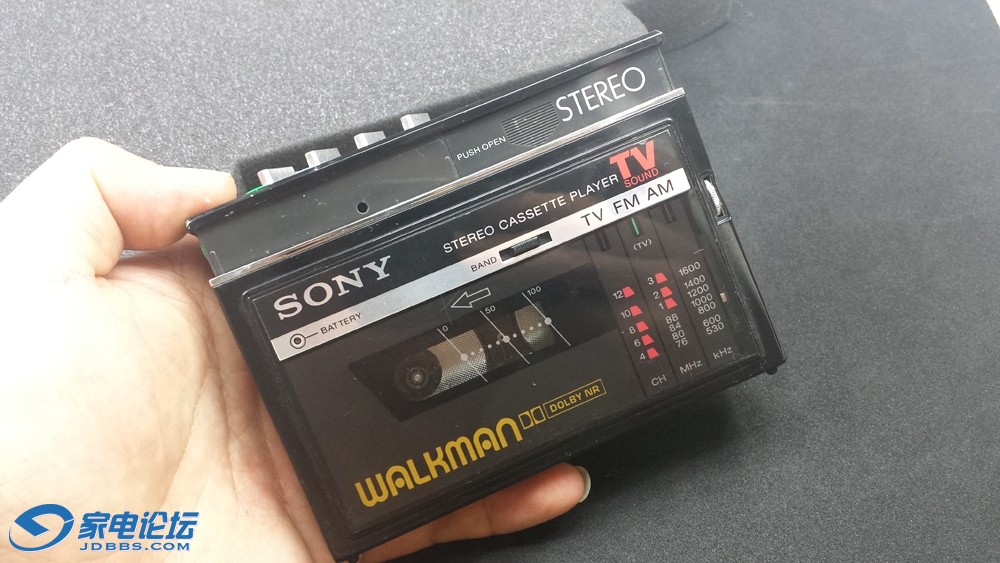 STEREO
PUSH OPEN
TV
SOUND
STEREO CASSETTE PLAYER
TV FM AM
BAND
SONY
BATTERY
(TV)
0 50 100
12 3 1600
10 2 1400
1 1200
8 88 1000
84 800
6 80 600
4 76 530
CH MHz kHz
WALKMAN
DOLBY NR
家电论坛
JDBBS.COM